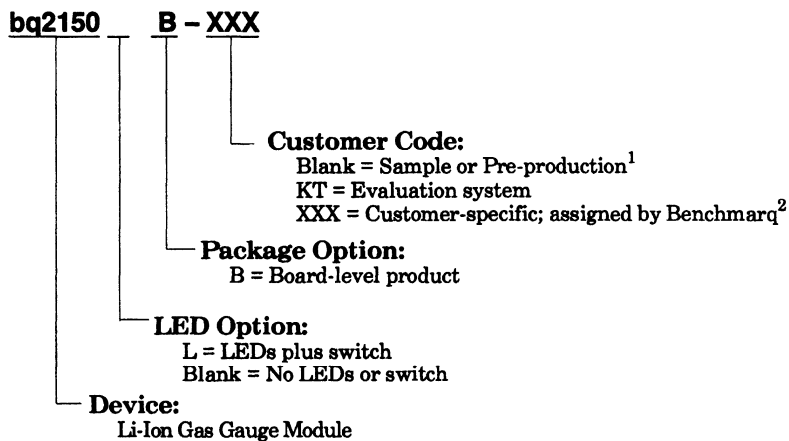 bq2150 _ B – XXX
Customer Code:
Blank = Sample or Pre-production¹
KT = Evaluation system
XXX = Customer-specific; assigned by Benchmarq²
Package Option:
B = Board-level product
LED Option:
L = LEDs plus switch
Blank = No LEDs or switch
Device:
Li-Ion Gas Gauge Module